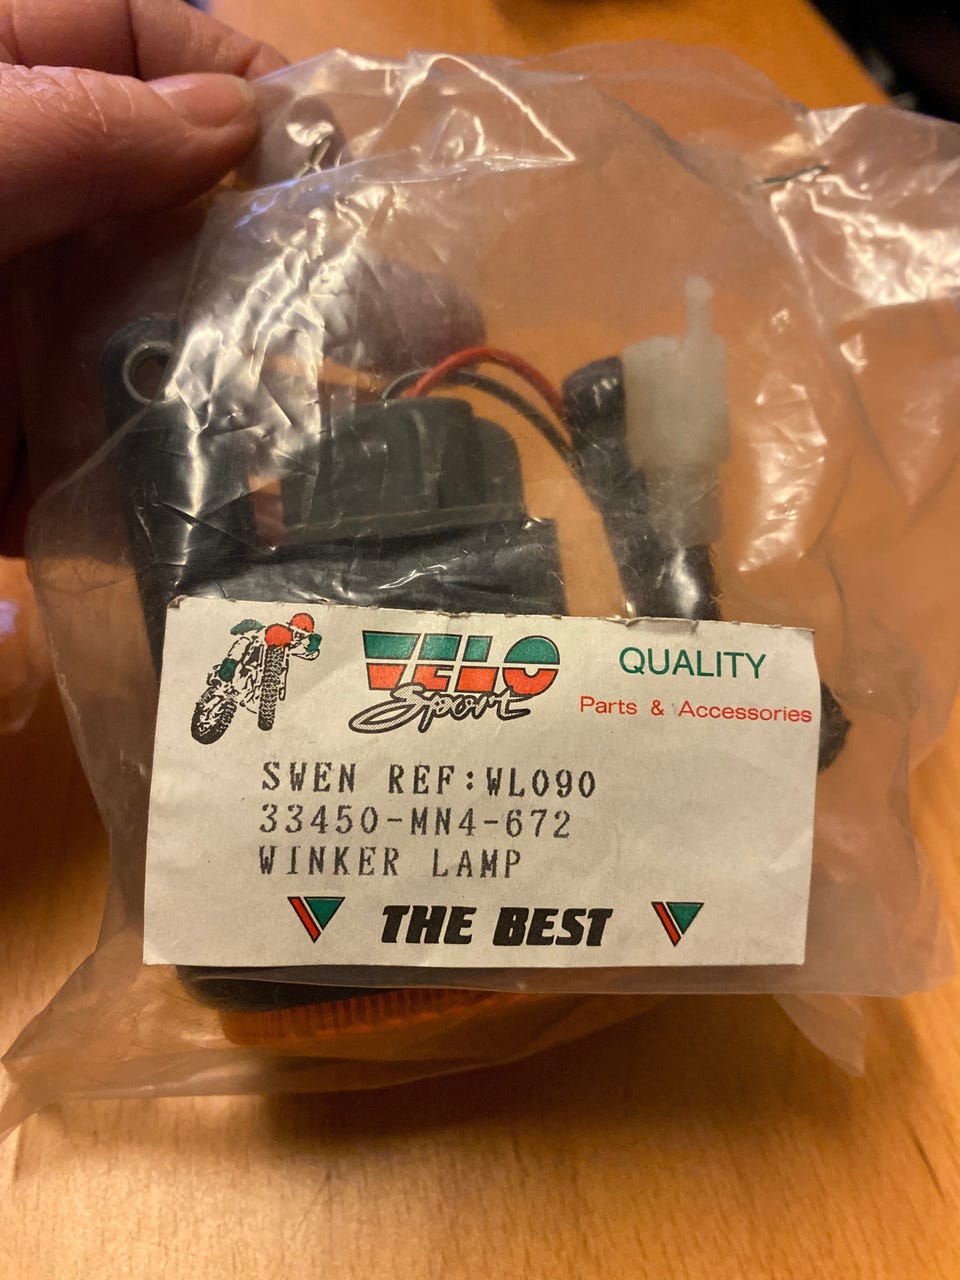 VELO
Sport
QUALITY
Parts & Accessories
SWEN REF:WL090
33450-MN4-672
WINKER LAMP
THE BEST